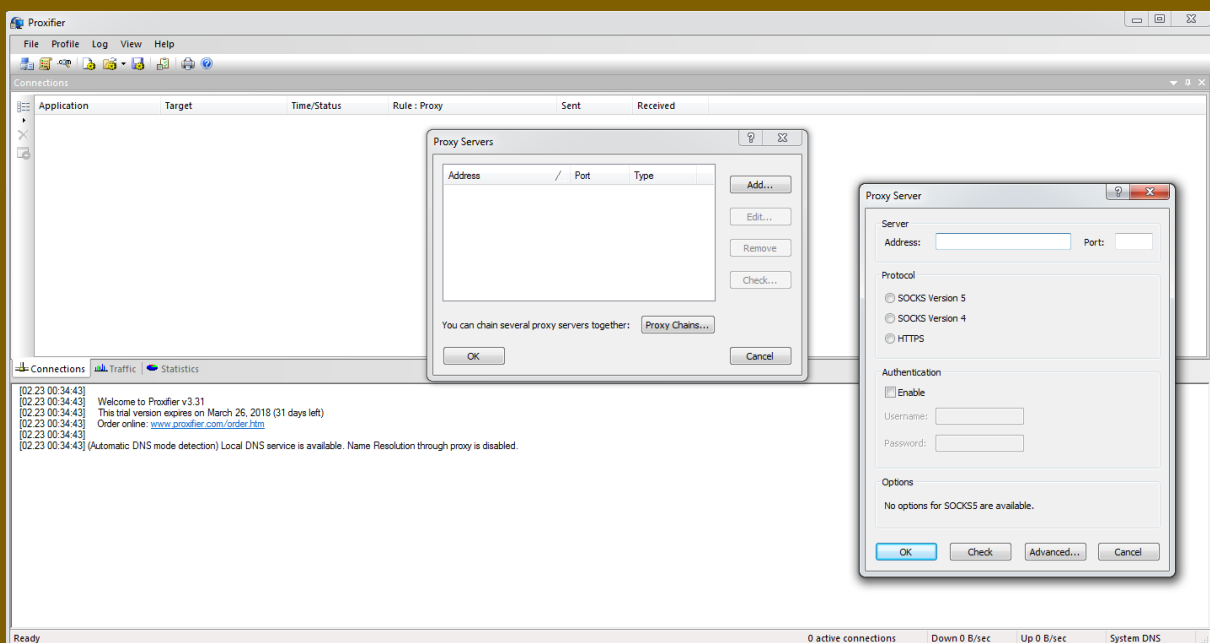 Proxifier
File Profile Log View Help
Connections
Application Target Time/Status Rule : Proxy Sent Received
Proxy Servers
Address / Port Type
Add...
Edit...
Remove
Check...
You can chain several proxy servers together: Proxy Chains...
OK Cancel
Proxy Server
Server
Address: Port:
Protocol
SOCKS Version 5
SOCKS Version 4
HTTPS
Authentication
Enable
Username:
Password:
Options
No options for SOCKS5 are available.
OK Check Advanced... Cancel
Connections Traffic Statistics
[02.23 00:34:43]
[02.23 00:34:43] Welcome to Proxifier v3.31
[02.23 00:34:43] This trial version expires on March 26, 2018 (31 days left)
[02.23 00:34:43] Order online: www.proxifier.com/order.htm
[02.23 00:34:43]
[02.23 00:34:43] (Automatic DNS mode detection) Local DNS service is available. Name Resolution through proxy is disabled.
Ready 0 active connections Down 0 B/sec Up 0 B/sec System DNS